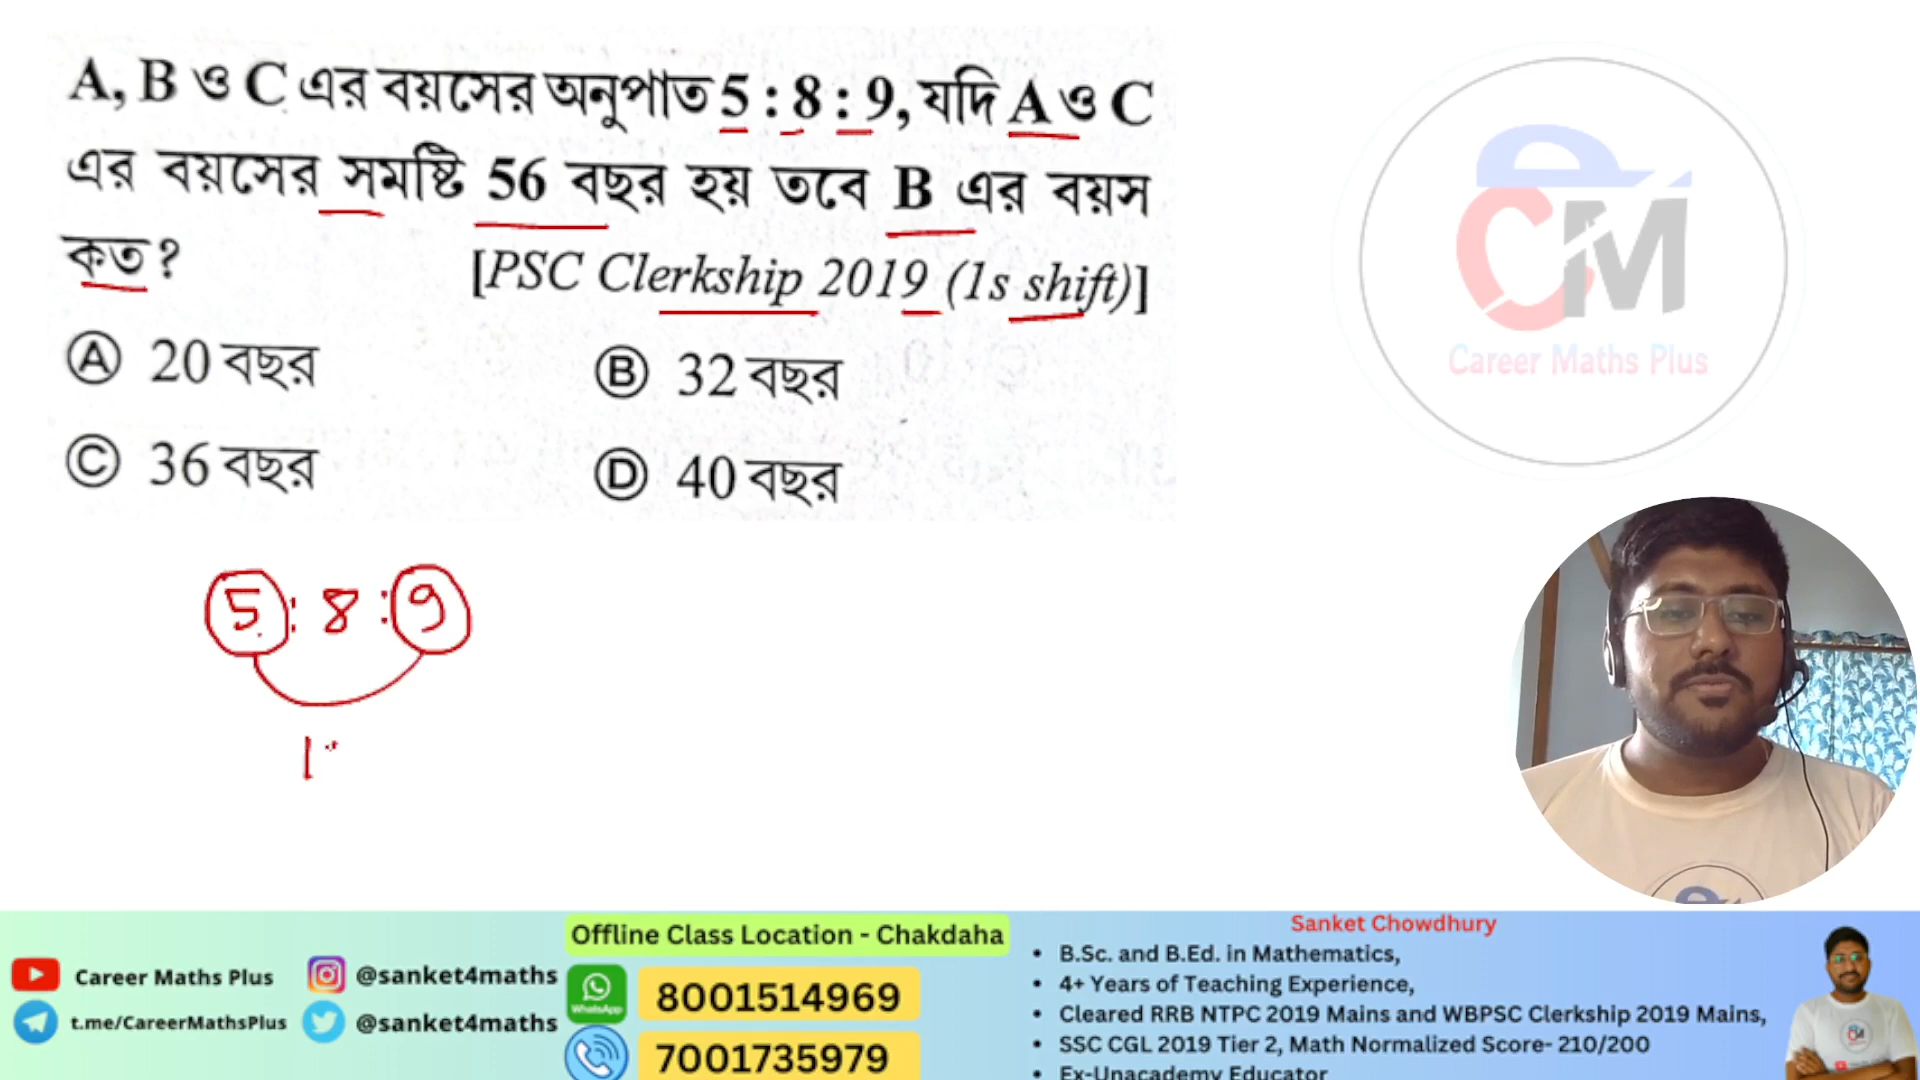 A, B ও C এর বয়সের অনুপাত 5 : 8 : 9, যদি A ও C
এর বয়সের সমষ্টি 56 বছর হয় তবে B এর বয়স
কত ?
[PSC Clerkship 2019 (1s shift)]
Ⓐ 20 বছর
Ⓑ 32 বছর
Ⓒ 36 বছর
Ⓓ 40 বছর
5 : 8 : 9
1
CM
Career Maths Plus
Career Maths Plus
@sanket4maths
t.me/CareerMathsPlus
@sanket4maths
Offline Class Location - Chakdaha
WhatsApp
8001514969
7001735979
Sanket Chowdhury
• B.Sc. and B.Ed. in Mathematics,
• 4+ Years of Teaching Experience,
• Cleared RRB NTPC 2019 Mains and WBPSC Clerkship 2019 Mains,
• SSC CGL 2019 Tier 2, Math Normalized Score- 210/200
• Ex-Unacademy Educator